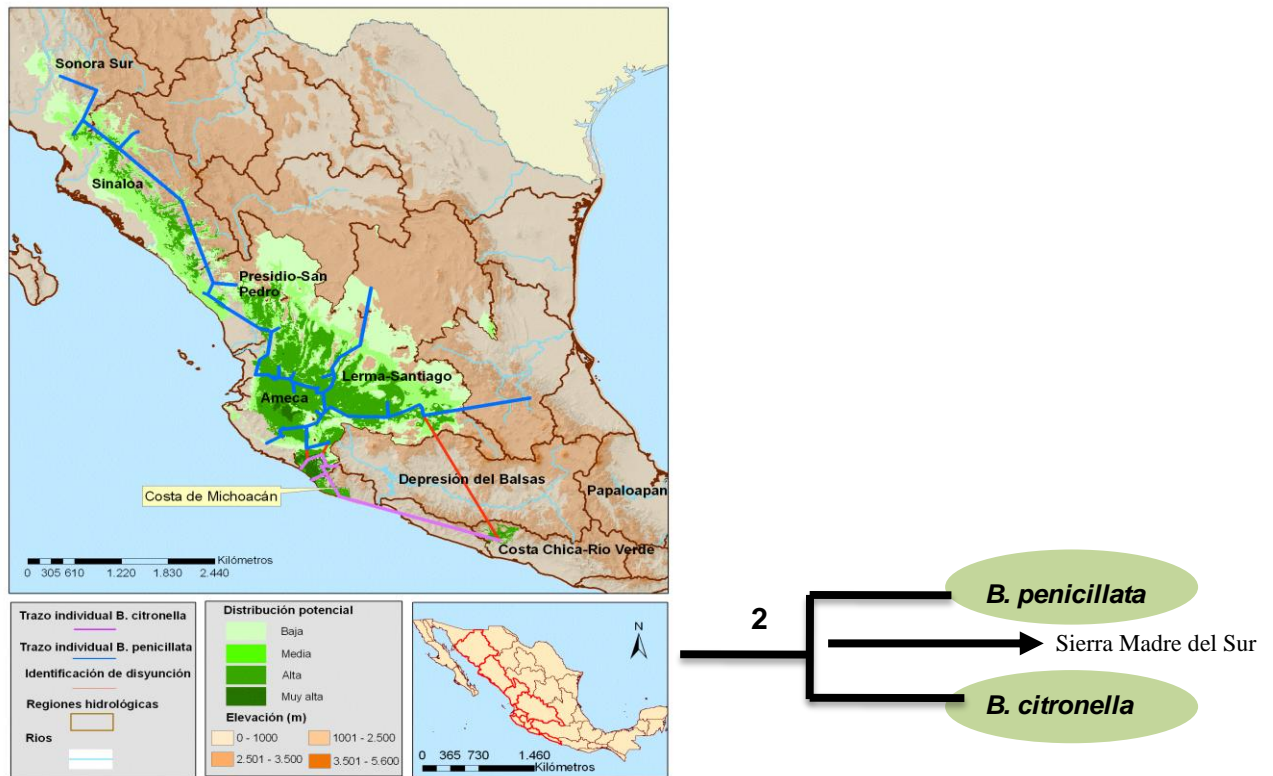 Sonora Sur
Sinaloa
Presidio-San
Pedro
Lerma-Santiago
Ameca
Depresión del Balsas
Papaloapan
Costa de Michoacán
Costa Chica-Rio Verde
Kilómetros
0 305 610 1.220 1.830 2.440
Trazo individual B. citronella
Trazo individual B. penicillata
Identificación de disyunción
Regiones hidrológicas
Rios
Distribución potencial
Baja
Media
Alta
Muy alta
Elevación (m)
0 - 1000
1001 - 2.500
2.501 - 3.500
3.501 - 5.600
N
0 365 730 1.460
Kilómetros
2
B. penicillata
Sierra Madre del Sur
B. citronella